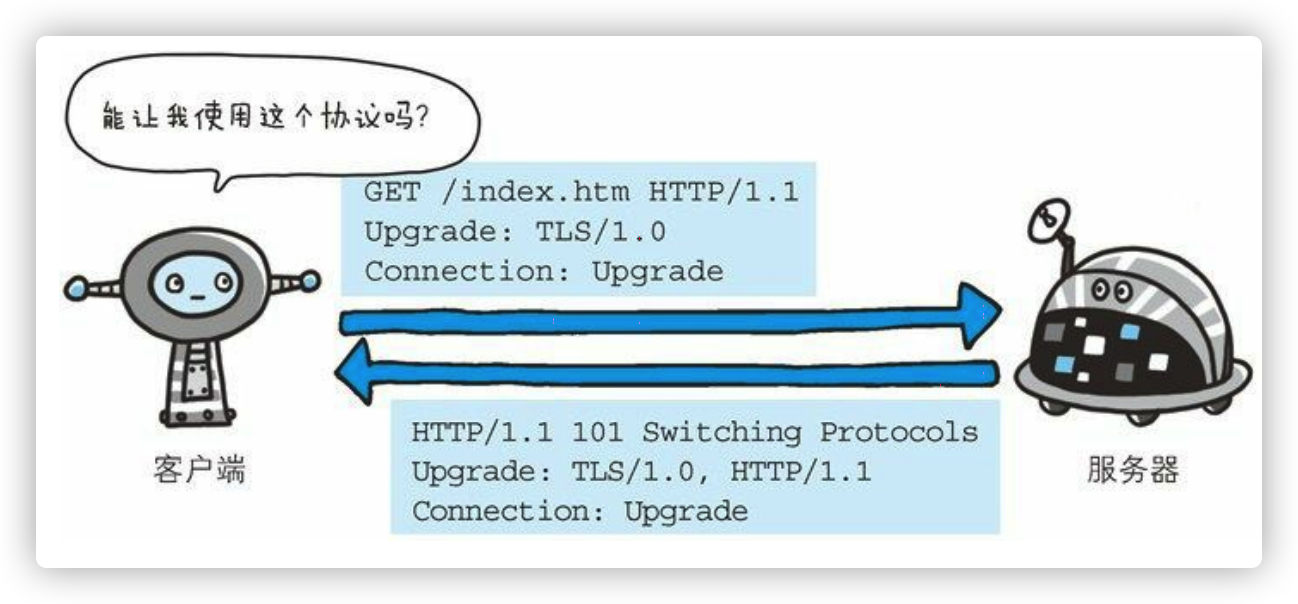 能让我使用这个协议吗?
GET /index.htm HTTP/1.1
Upgrade: TLS/1.0
Connection: Upgrade
HTTP/1.1 101 Switching Protocols
Upgrade: TLS/1.0, HTTP/1.1
Connection: Upgrade
客户端
服务器